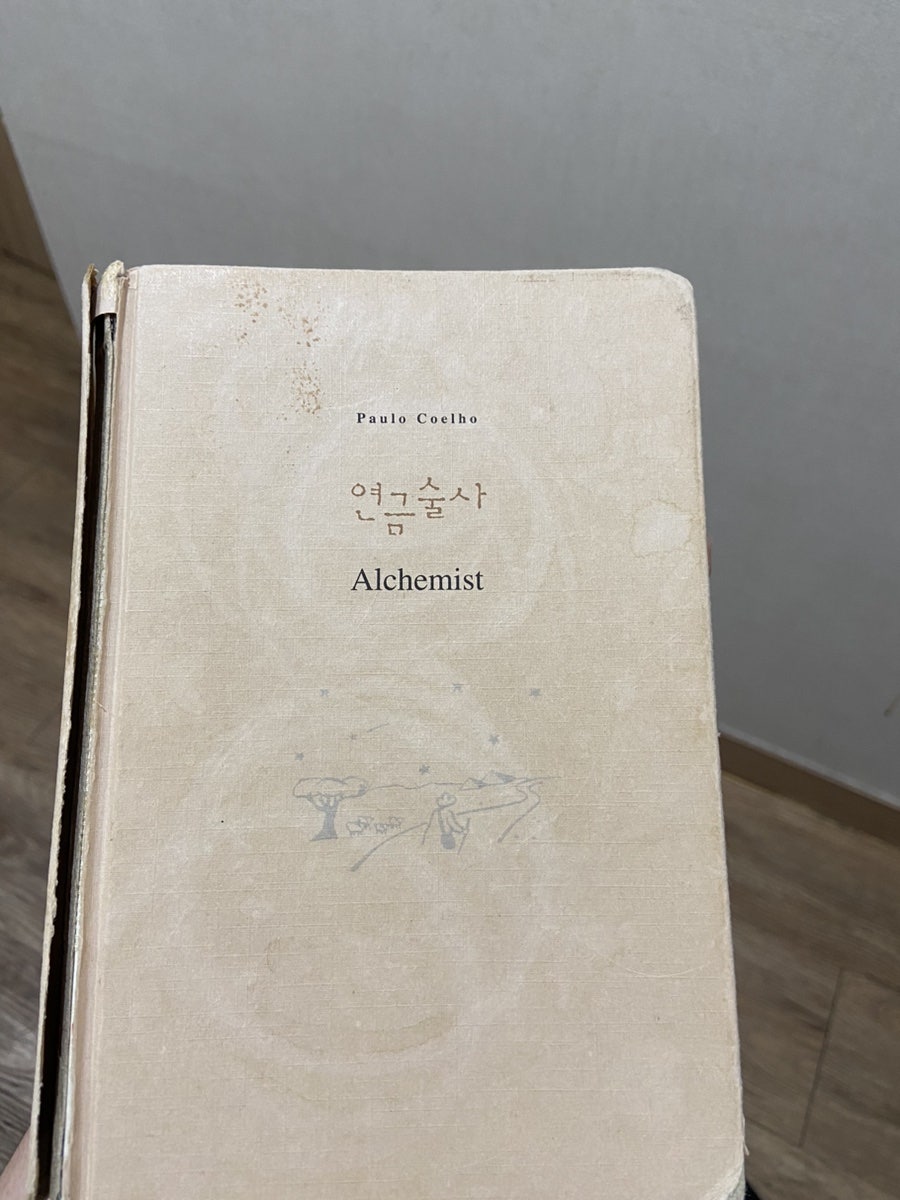 Paulo Coelho
연금술사
Alchemist